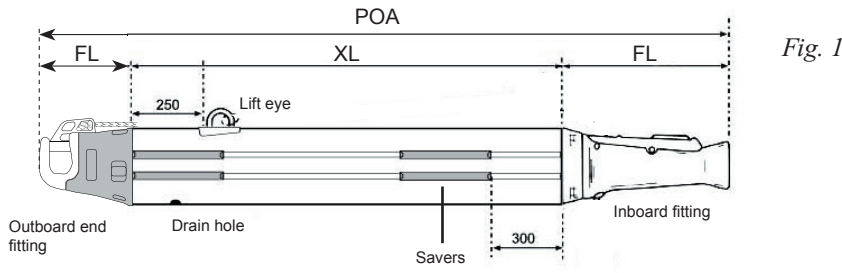 POA
FL
XL
FL
Fig. 1
250
Lift eye
Outboard end
fitting
Drain hole
Savers
300
Inboard fitting